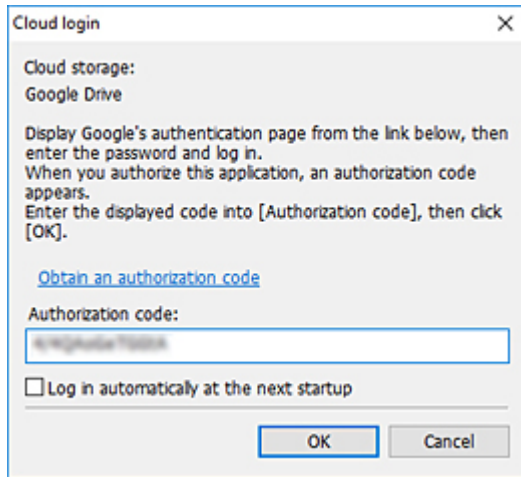 Cloud login
Cloud storage:
Google Drive
Display Google's authentication page from the link below, then
enter the password and log in.
When you authorize this application, an authorization code
appears.
Enter the displayed code into [Authorization code], then click
[OK].
Obtain an authorization code
Authorization code:
Log in automatically at the next startup
OK
Cancel